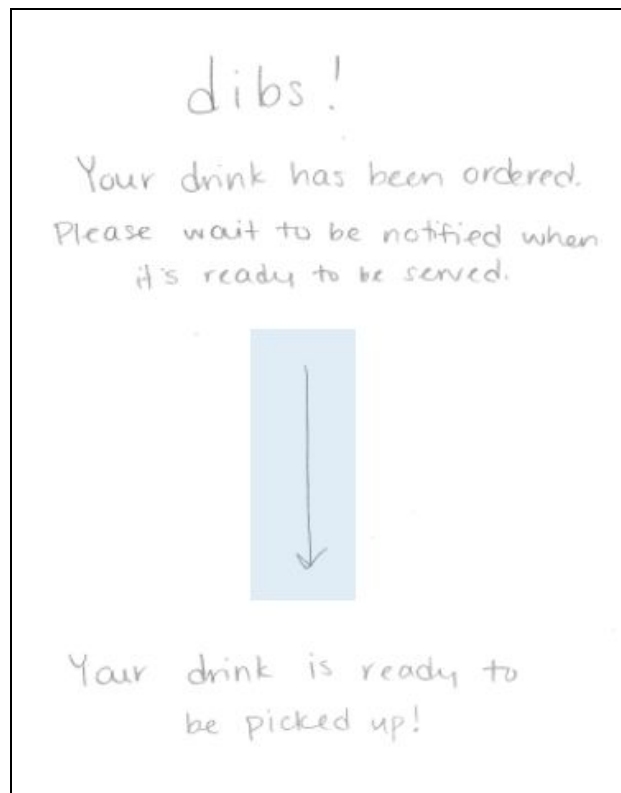 dibs!
Your drink has been ordered.
Please wait to be notified when
it's ready to be served.
Your drink is ready to
be picked up!